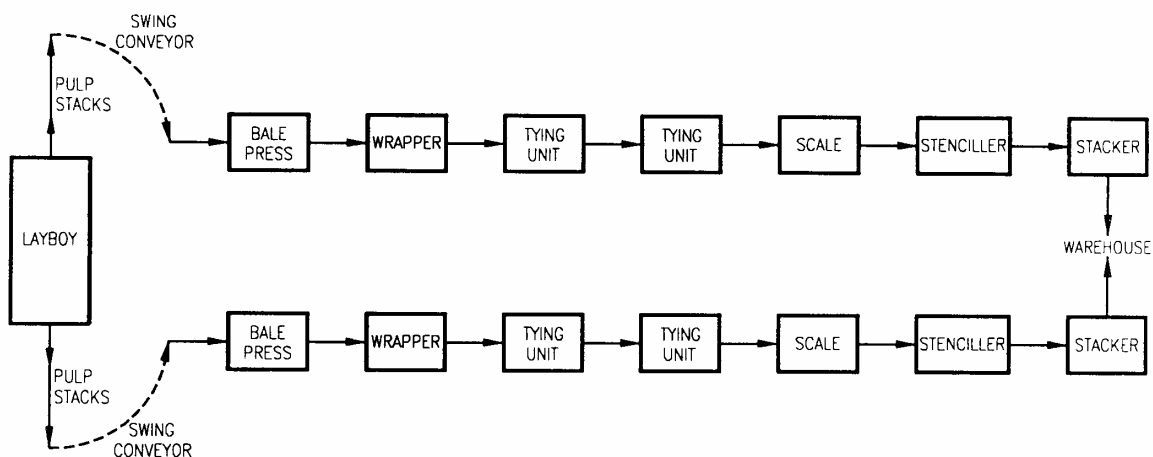 SWING
CONVEYOR
PULP
STACKS
BALE
PRESS
WRAPPER
TYING
UNIT
TYING
UNIT
SCALE
STENCILLER
STACKER
LAYBOY
WAREHOUSE
BALE
PRESS
WRAPPER
TYING
UNIT
TYING
UNIT
SCALE
STENCILLER
STACKER
PULP
STACKS
SWING
CONVEYOR